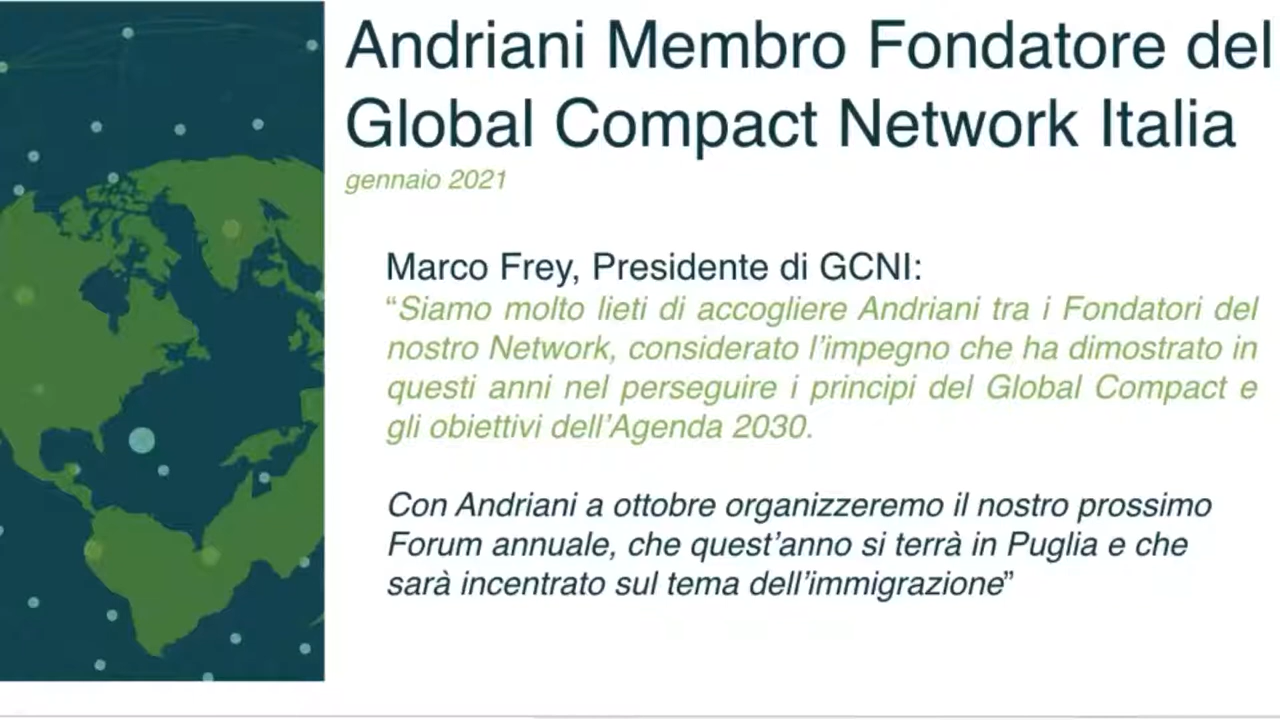 Andriani Membro Fondatore del
Global Compact Network Italia
gennaio 2021
Marco Frey, Presidente di GCNI:
“Siamo molto lieti di accogliere Andriani tra i Fondatori del
nostro Network, considerato l’impegno che ha dimostrato in
questi anni nel perseguire i principi del Global Compact e
gli obiettivi dell’Agenda 2030.
Con Andriani a ottobre organizzeremo il nostro prossimo
Forum annuale, che quest’anno si terrà in Puglia e che
sarà incentrato sul tema dell’immigrazione”